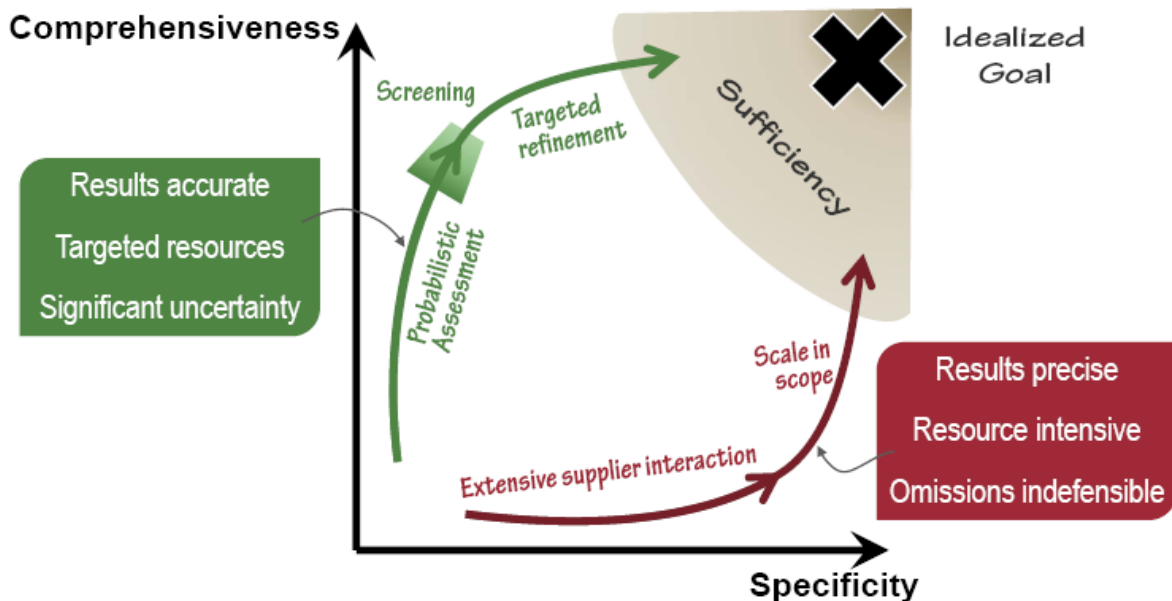 Comprehensiveness
Idealized
Goal
Screening
Targeted
refinement
Sufficiency
Results accurate
Targeted resources
Significant uncertainty
Probabilistic
Assessment
Scale in
scope
Results precise
Resource intensive
Omissions indefensible
Extensive supplier interaction
Specificity